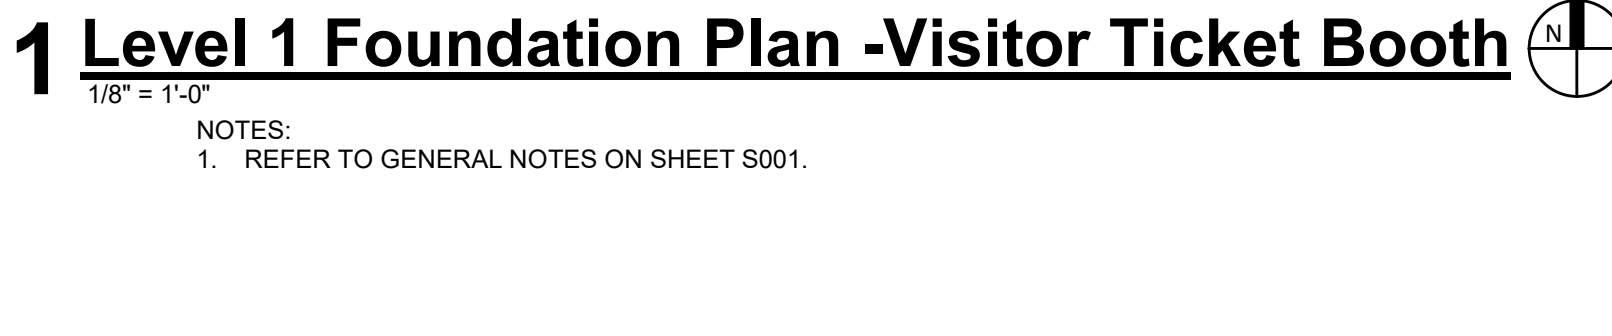 1 Level 1 Foundation Plan -Visitor Ticket Booth
N
1/8" = 1'-0"
NOTES:
1. REFER TO GENERAL NOTES ON SHEET S001.